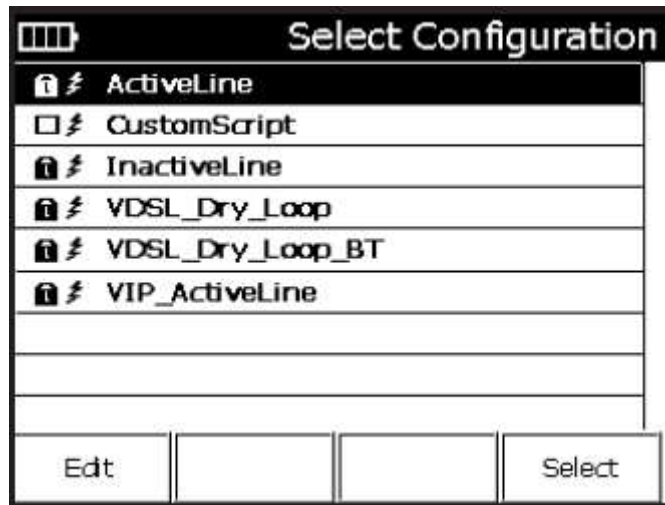 Select Configuration
ActiveLine
CustomScript
InactiveLine
VDSL_Dry_Loop
VDSL_Dry_Loop_BT
VIP_ActiveLine
Edit Select